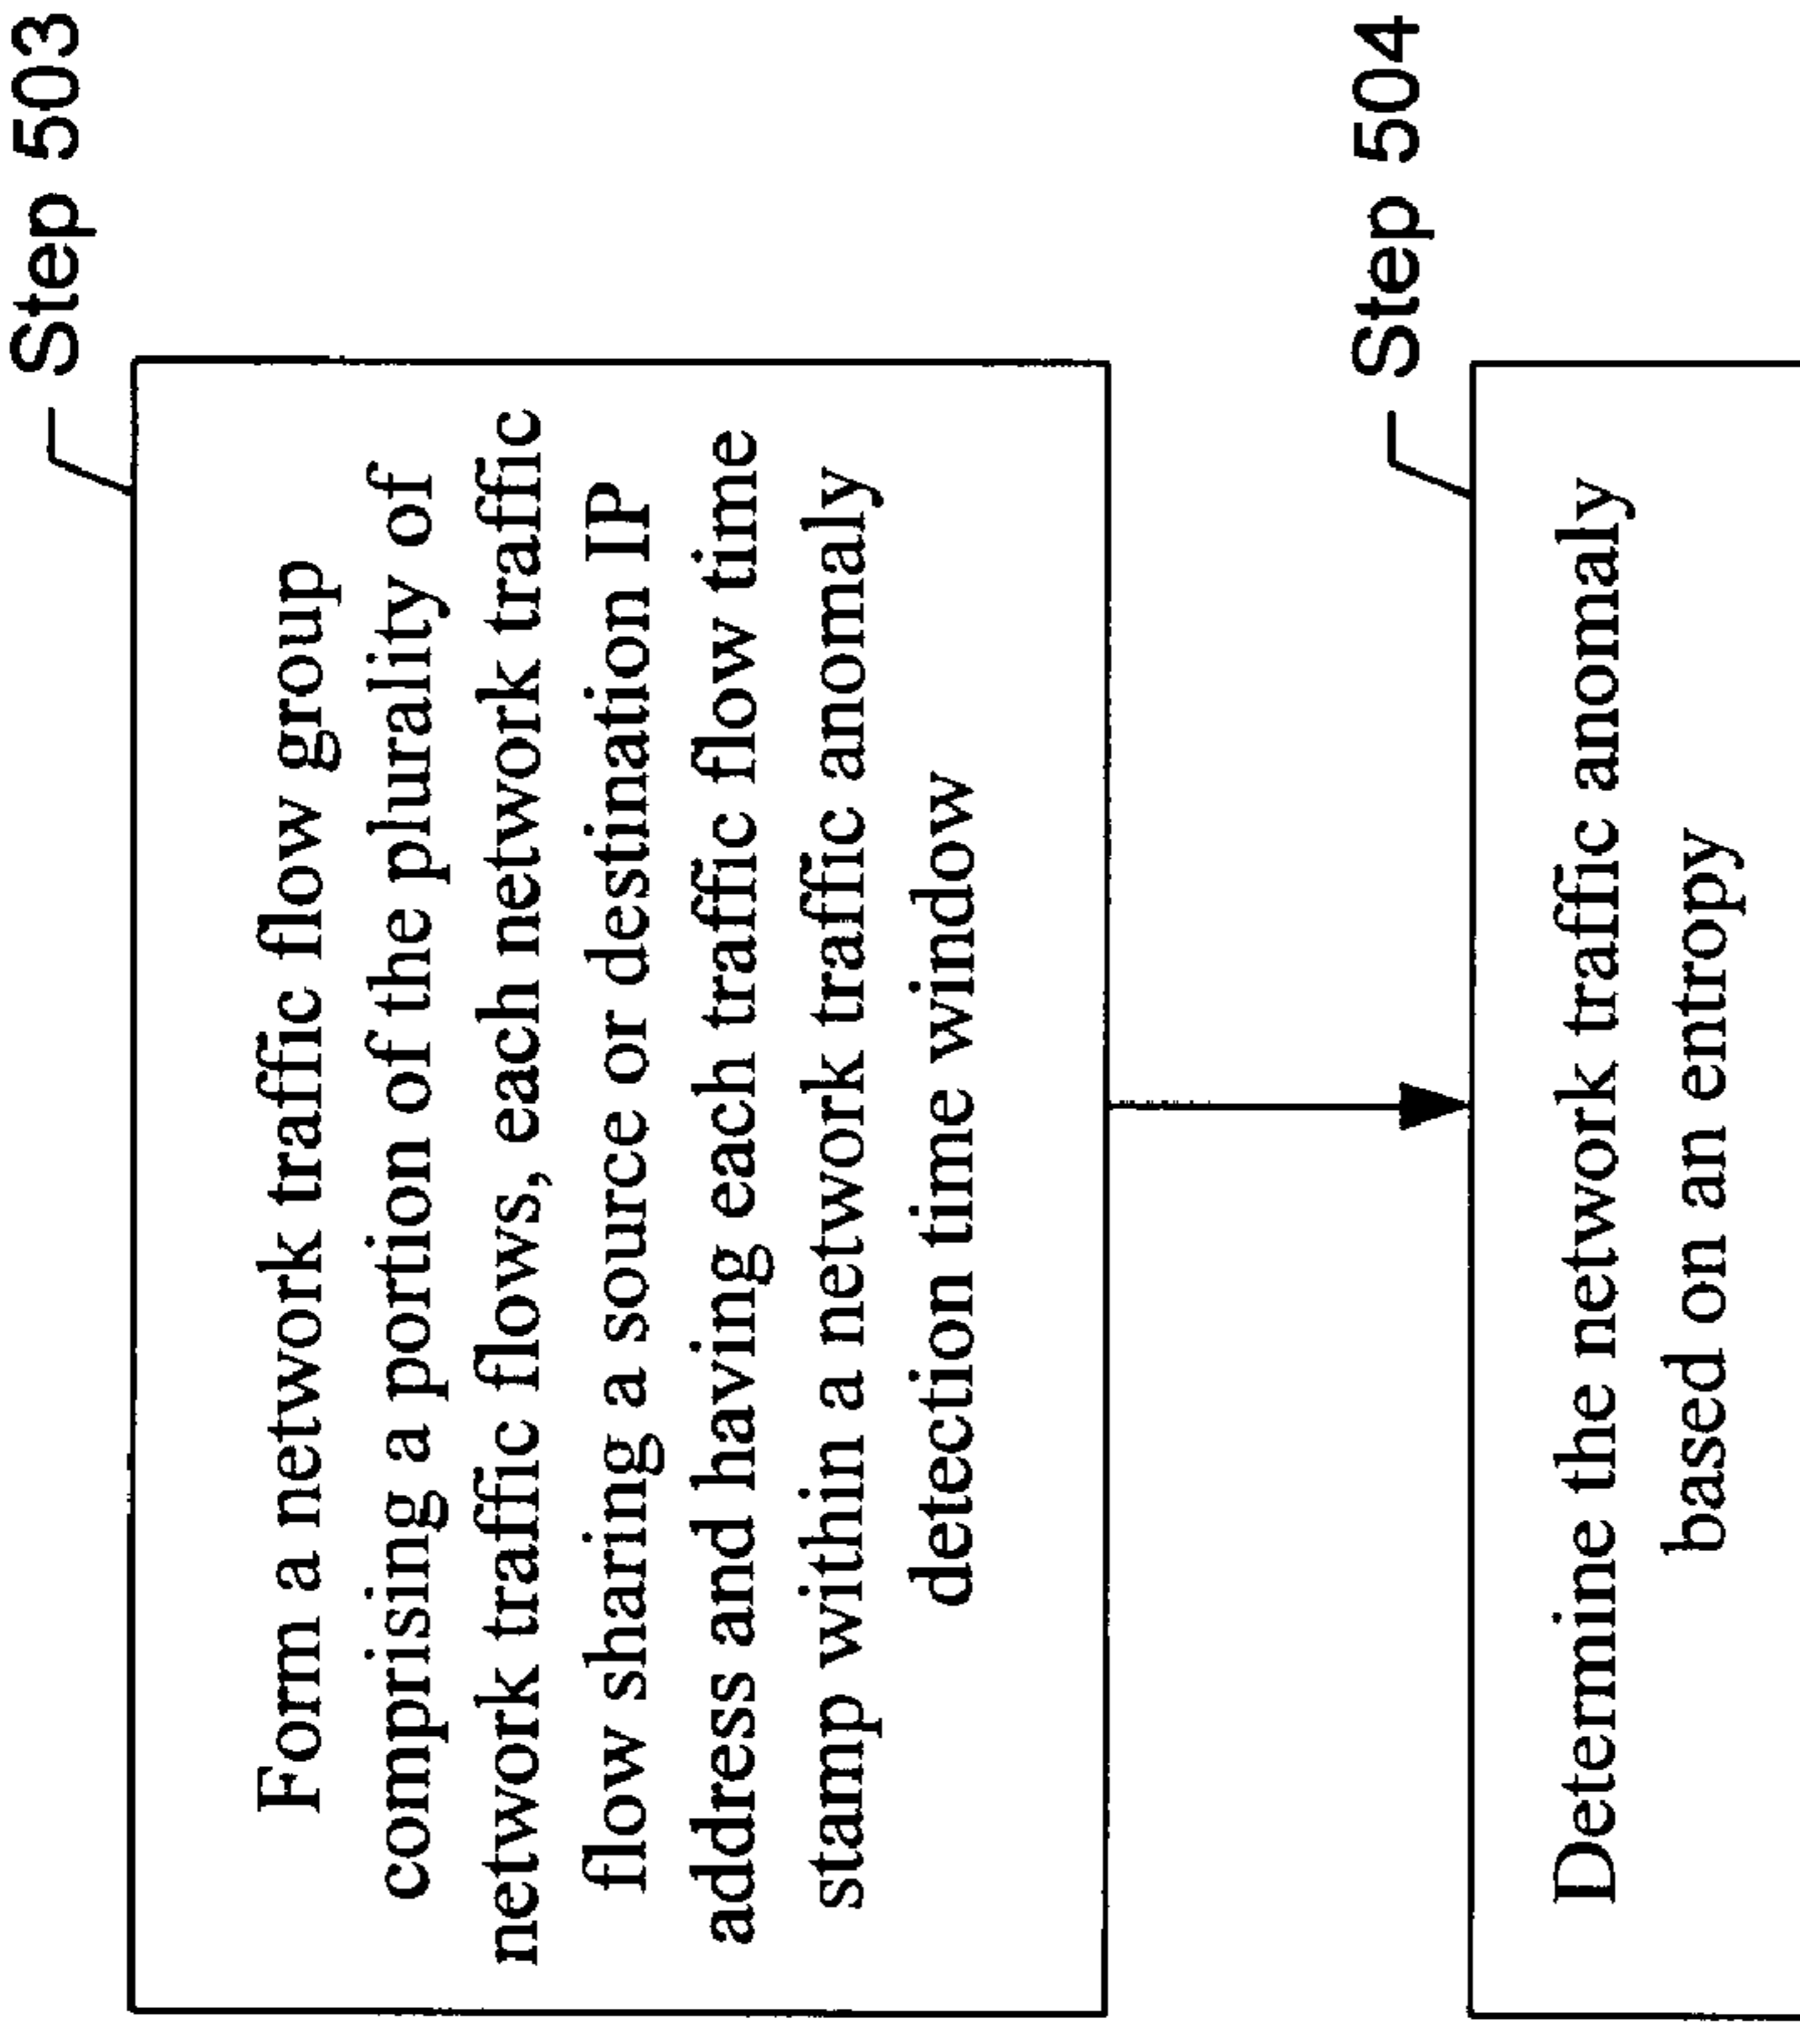 Step 503
Form a network traffic flow group
comprising a portion of the plurality of
network traffic flows, each network traffic
flow sharing a source or destination IP
address and having each traffic flow time
stamp within a network traffic anomaly
detection time window
Step 504
Determine the network traffic anomaly
based on an entropy